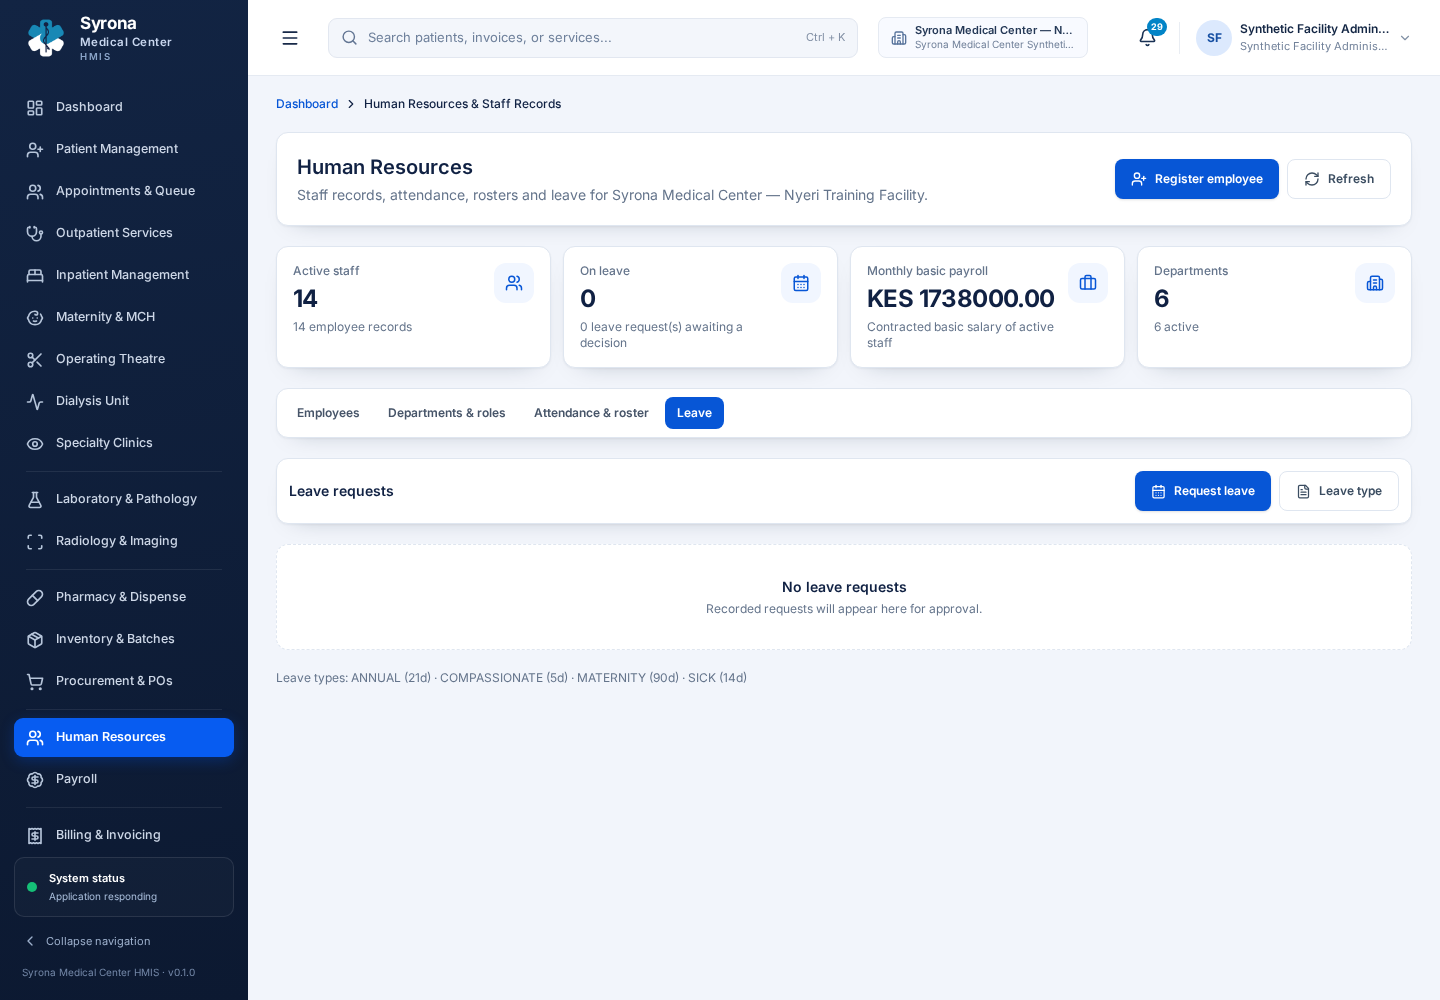 Syrona
Medical Center
HMIS
Dashboard
Patient Management
Appointments & Queue
Outpatient Services
Inpatient Management
Maternity & MCH
Operating Theatre
Dialysis Unit
Specialty Clinics
Laboratory & Pathology
Radiology & Imaging
Pharmacy & Dispense
Inventory & Batches
Procurement & POs
Human Resources
Payroll
Billing & Invoicing
System status
Application responding
Collapse navigation
Syrona Medical Center HMIS · v0.1.0
Search patients, invoices, or services...
Ctrl + K
Syrona Medical Center — N...
Syrona Medical Center Syntheti...
29
SF
Synthetic Facility Admin...
Synthetic Facility Adminis...
Dashboard
Human Resources & Staff Records
Human Resources
Staff records, attendance, rosters and leave for Syrona Medical Center — Nyeri Training Facility.
Register employee
Refresh
Active staff
14
14 employee records
On leave
0
0 leave request(s) awaiting a
decision
Monthly basic payroll
KES 1738000.00
Contracted basic salary of active
staff
Departments
6
6 active
Employees
Departments & roles
Attendance & roster
Leave
Leave requests
Request leave
Leave type
No leave requests
Recorded requests will appear here for approval.
Leave types: ANNUAL (21d) · COMPASSIONATE (5d) · MATERNITY (90d) · SICK (14d)